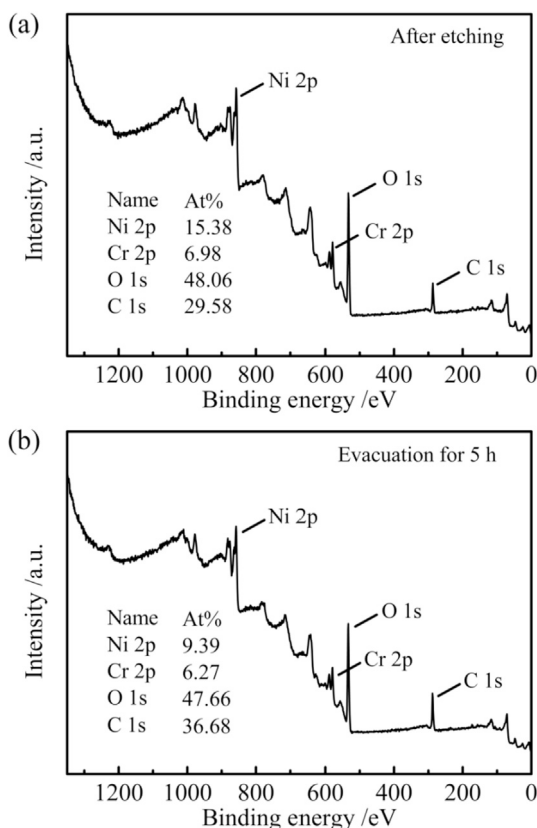 (a)
After etching
Ni 2p
O 1s
Cr 2p
C 1s
Name At%
Ni 2p 15.38
Cr 2p 6.98
O 1s 48.06
C 1s 29.58
Intensity /a.u.
1200 1000 800 600 400 200 0
Binding energy /eV
(b)
Evacuation for 5 h
Ni 2p
O 1s
Cr 2p
C 1s
Name At%
Ni 2p 9.39
Cr 2p 6.27
O 1s 47.66
C 1s 36.68
Intensity /a.u.
1200 1000 800 600 400 200 0
Binding energy /eV